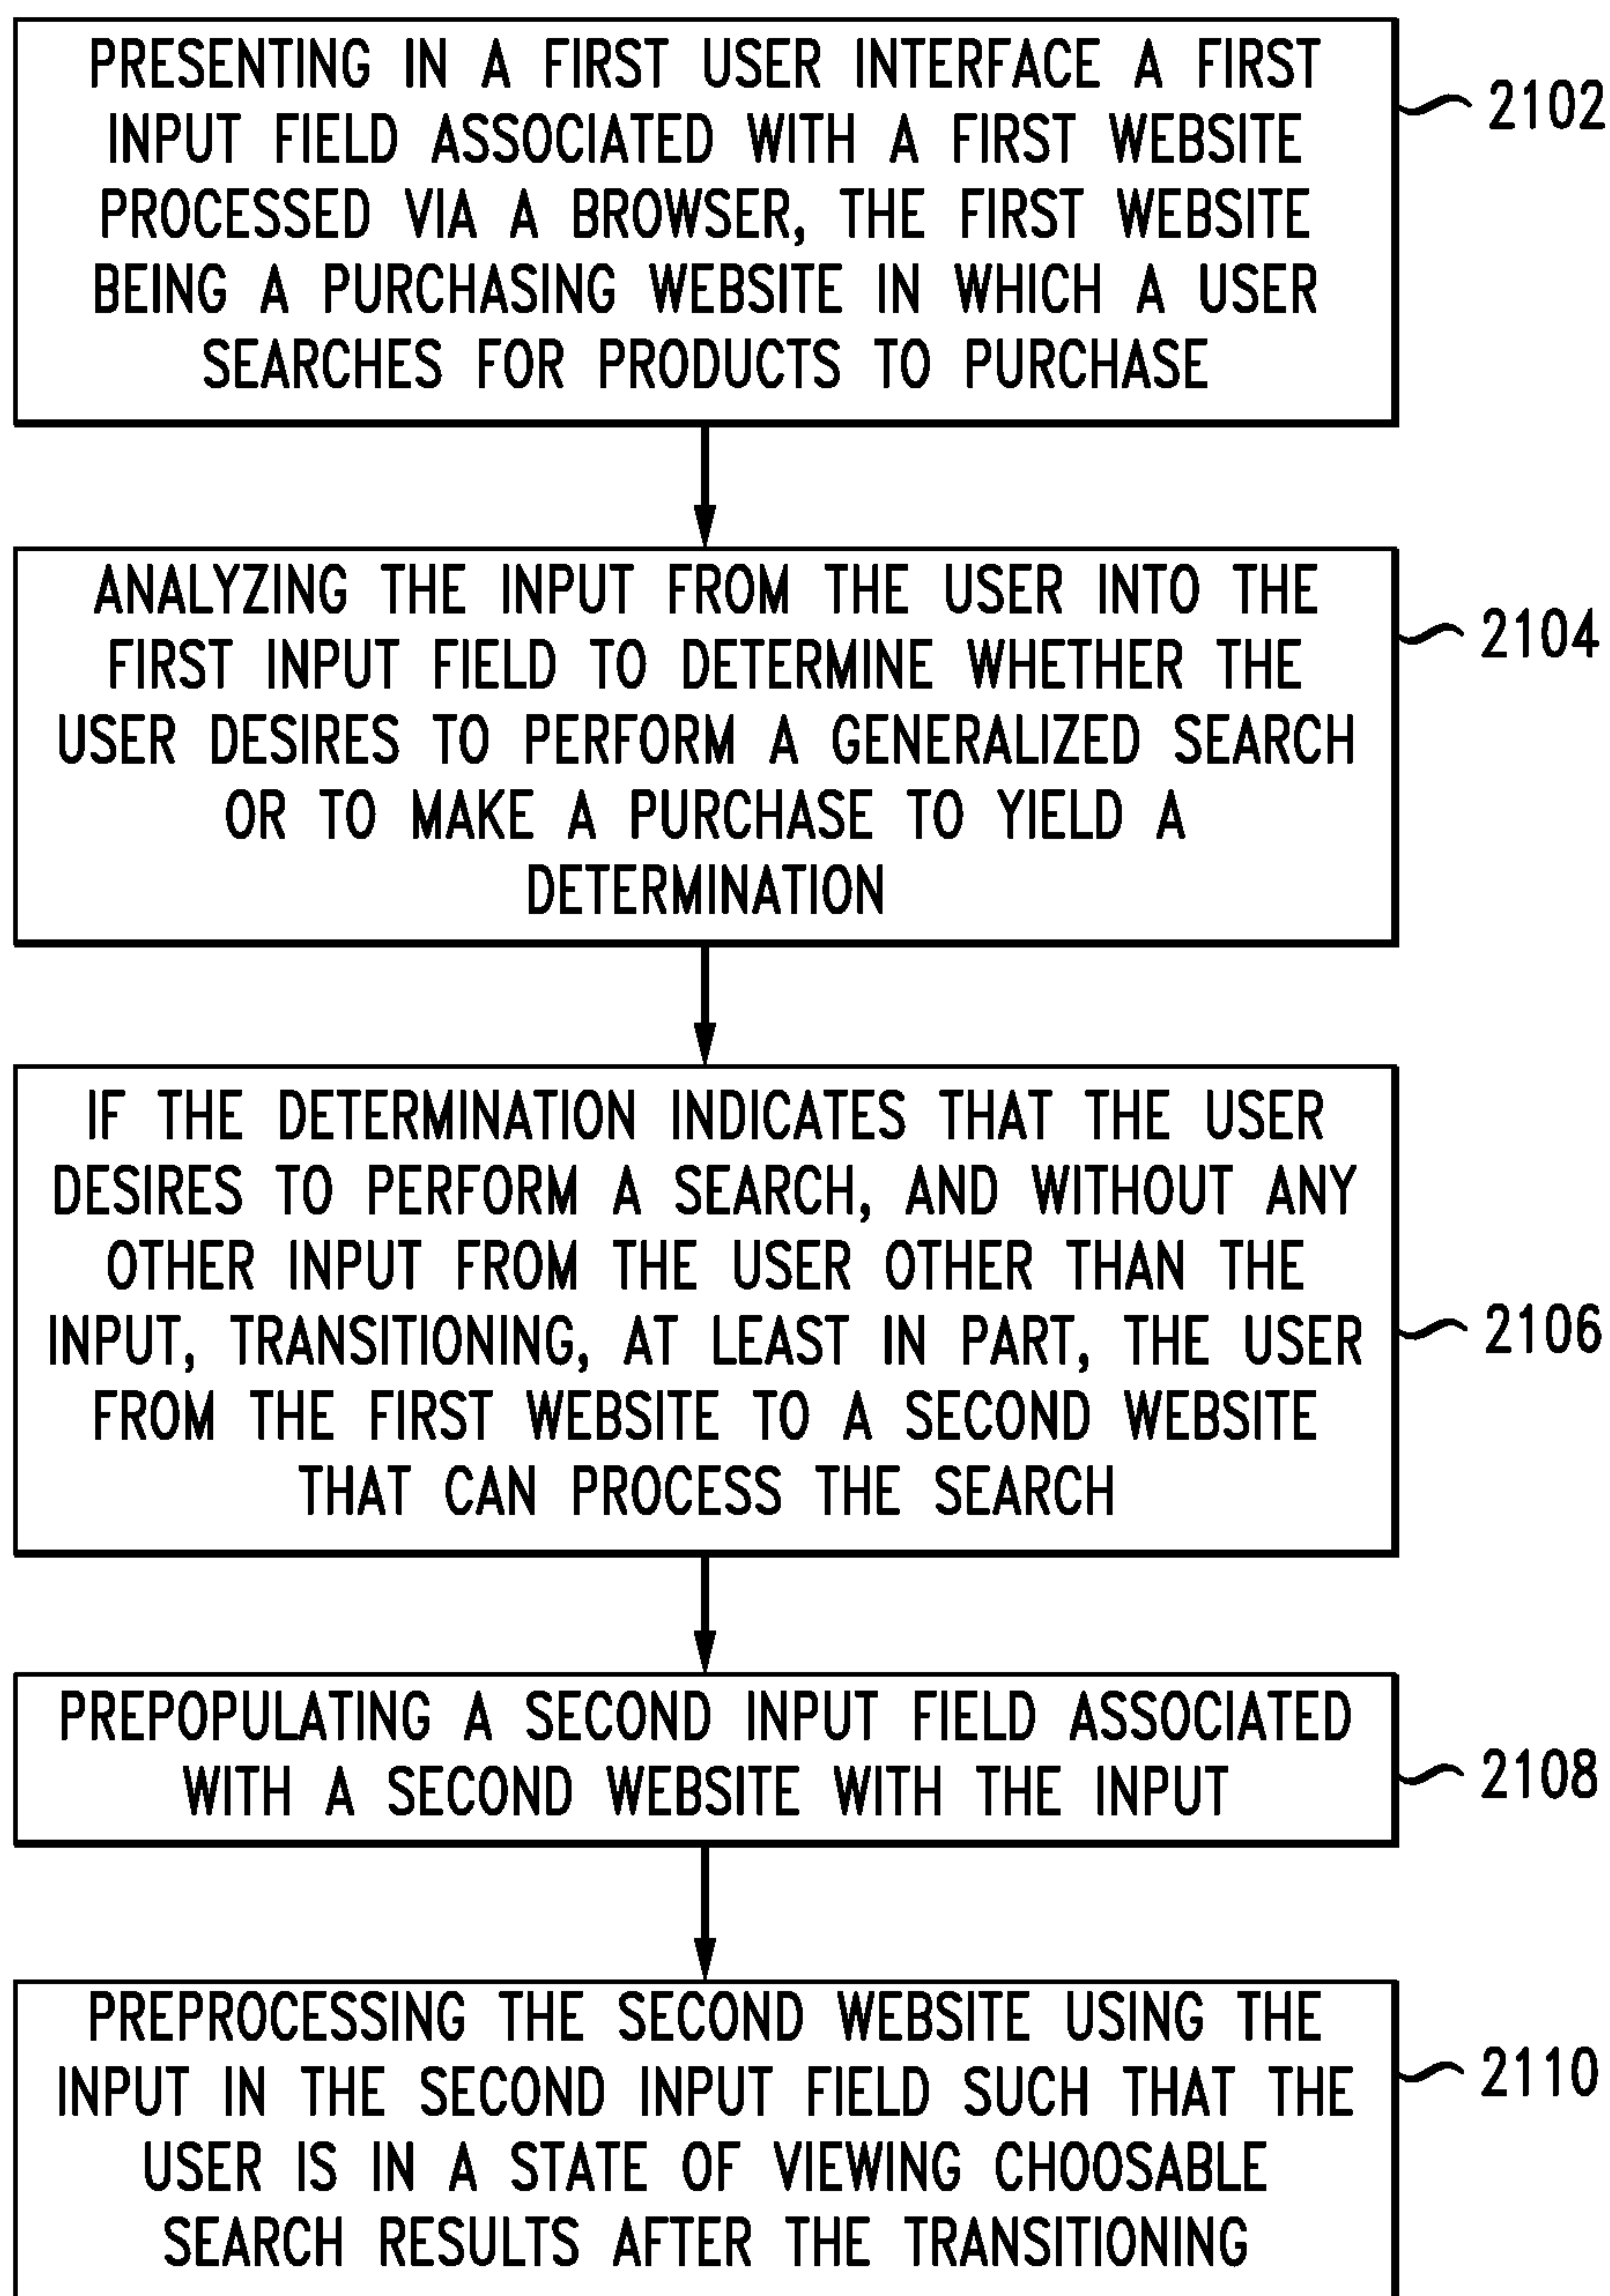 PRESENTING IN A FIRST USER INTERFACE A FIRST
INPUT FIELD ASSOCIATED WITH A FIRST WEBSITE
PROCESSED VIA A BROWSER, THE FIRST WEBSITE
BEING A PURCHASING WEBSITE IN WHICH A USER
SEARCHES FOR PRODUCTS TO PURCHASE
2102
ANALYZING THE INPUT FROM THE USER INTO THE
FIRST INPUT FIELD TO DETERMINE WHETHER THE
USER DESIRES TO PERFORM A GENERALIZED SEARCH
OR TO MAKE A PURCHASE TO YIELD A
DETERMINATION
2104
IF THE DETERMINATION INDICATES THAT THE USER
DESIRES TO PERFORM A SEARCH, AND WITHOUT ANY
OTHER INPUT FROM THE USER OTHER THAN THE
INPUT, TRANSITIONING, AT LEAST IN PART, THE USER
FROM THE FIRST WEBSITE TO A SECOND WEBSITE
THAT CAN PROCESS THE SEARCH
2106
PREPOPULATING A SECOND INPUT FIELD ASSOCIATED
WITH A SECOND WEBSITE WITH THE INPUT
2108
PREPROCESSING THE SECOND WEBSITE USING THE
INPUT IN THE SECOND INPUT FIELD SUCH THAT THE
USER IS IN A STATE OF VIEWING CHOOSABLE
SEARCH RESULTS AFTER THE TRANSITIONING
2110